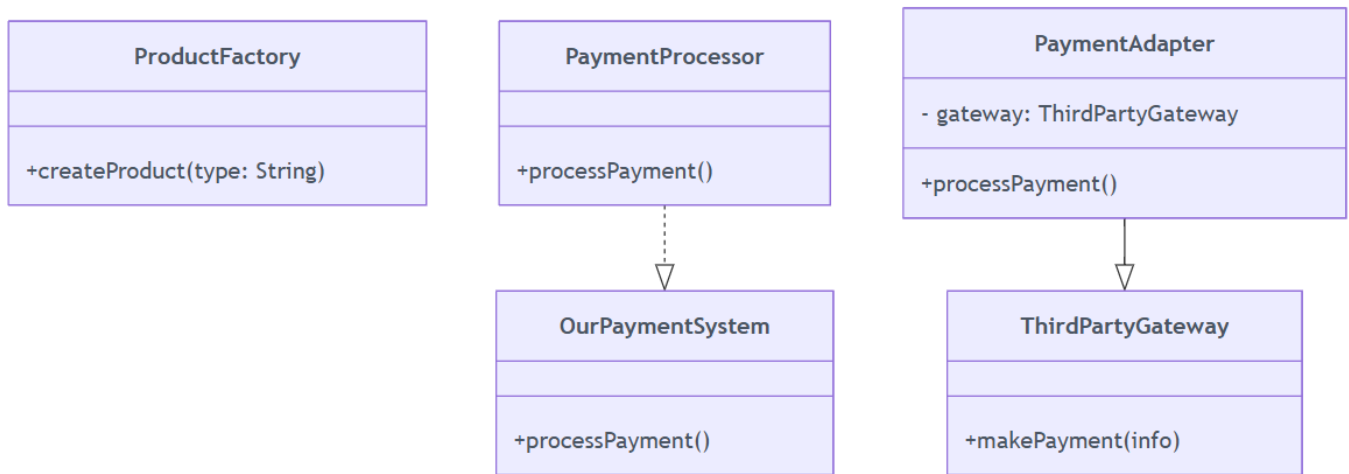 ProductFactory
+createProduct(type: String)
PaymentProcessor
+processPayment()
PaymentAdapter
- gateway: ThirdPartyGateway
+processPayment()
OurPaymentSystem
+processPayment()
ThirdPartyGateway
+makePayment(info)